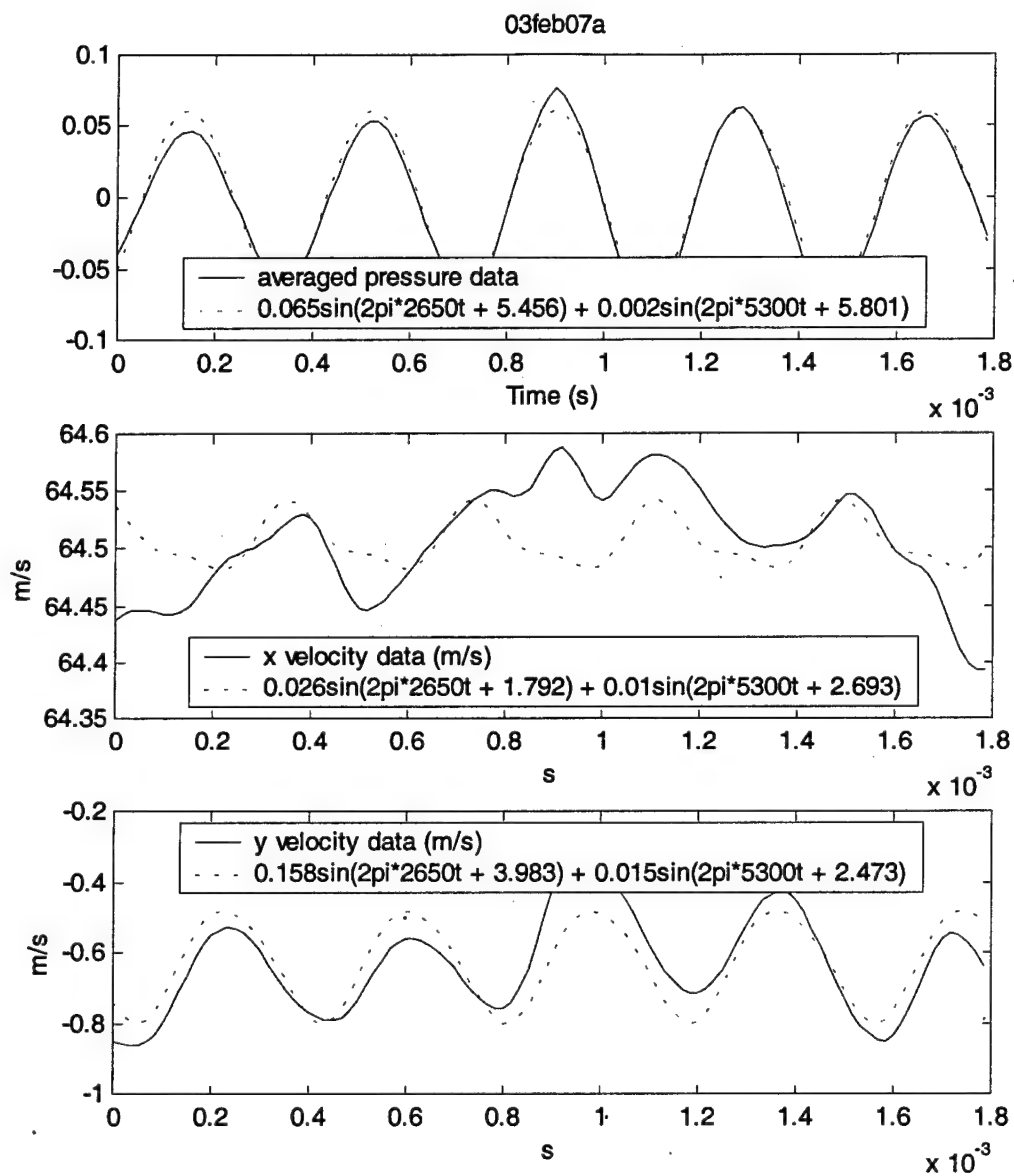 03feb07a
0.1
0.05
0
-0.05
-0.1
averaged pressure data
0.065sin(2pi*2650t + 5.456) + 0.002sin(2pi*5300t + 5.801)
0 0.2 0.4 0.6 0.8 1 1.2 1.4 1.6 1.8
Time (s)
x 10-3
64.6
64.55
64.5
64.45
64.4
64.35
m/s
x velocity data (m/s)
0.026sin(2pi*2650t + 1.792) + 0.01sin(2pi*5300t + 2.693)
0 0.2 0.4 0.6 0.8 1 1.2 1.4 1.6 1.8
s
x 10-3
-0.2
-0.4
-0.6
-0.8
-1
m/s
y velocity data (m/s)
0.158sin(2pi*2650t + 3.983) + 0.015sin(2pi*5300t + 2.473)
0 0.2 0.4 0.6 0.8 1 1.2 1.4 1.6 1.8
s
x 10-3